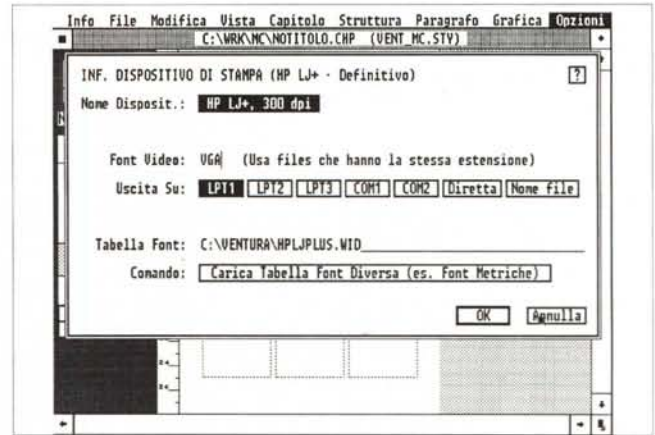 Info File Modifica Vista Capitolo Struttura Paragrafo Grafica Opzioni
C:\WRK\MC\NOTITOLO.CHP (VENT_MC.STY)
INF. DISPOSITIVO DI STAMPA (HP LJ+ - Definitivo) ?
Nome Disposit.: HP LJ+, 300 dpi
Font Video: VGA (Usa files che hanno la stessa estensione)
Uscita Su: LPT1 LPT2 LPT3 COM1 COM2 Diretta Nome file
Tabella Font: C:\VENTURA\HPLJPLUS.WID
Comando: Carica Tabella Font Diversa (es. Font Metriche)
OK Annulla